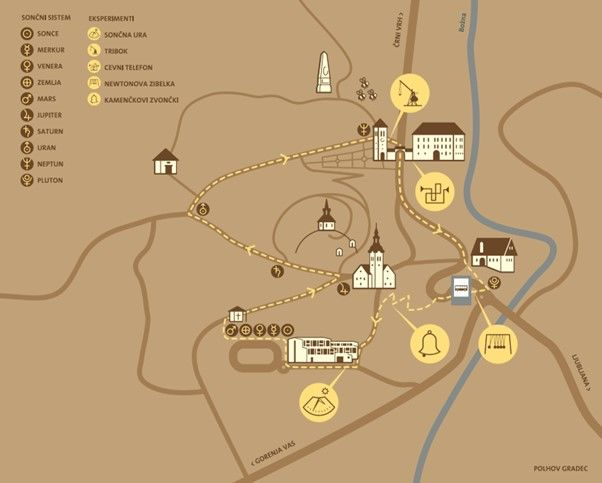 SONČNI SISTEM
SONCE
MERKUR
VENERA
ZEMLJA
MARS
JUPITER
SATURN
URAN
NEPTUN
PLUTON
EKSPERIMENTI
SONČNA URA
TRIBOK
CEVNI TELEFON
NEWTONOVA ZIBELKA
KAMENČKOVI ZVONČKI
ČRNI VRH >
Božna
LJUBLJANA >
< GORENJA VAS
POLHOV GRADEC